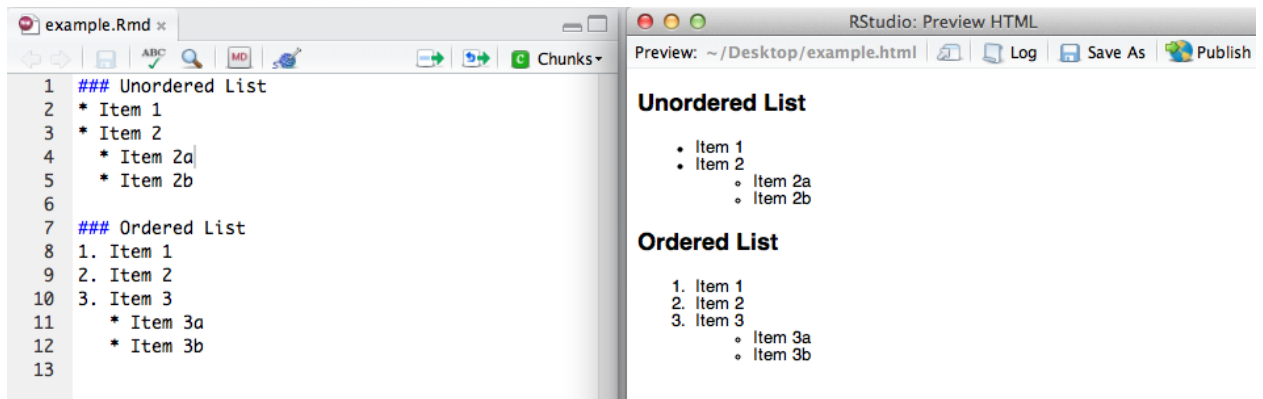 example.Rmd ×
ABC MD C Chunks
1 ### Unordered List
2 * Item 1
3 * Item 2
4   * Item 2a
5   * Item 2b
6
7 ### Ordered List
8 1. Item 1
9 2. Item 2
10 3. Item 3
11    * Item 3a
12    * Item 3b
13
RStudio: Preview HTML
Preview: ~/Desktop/example.html Log Save As Publish
Unordered List
• Item 1
• Item 2
◦ Item 2a
◦ Item 2b
Ordered List
1. Item 1
2. Item 2
3. Item 3
◦ Item 3a
◦ Item 3b